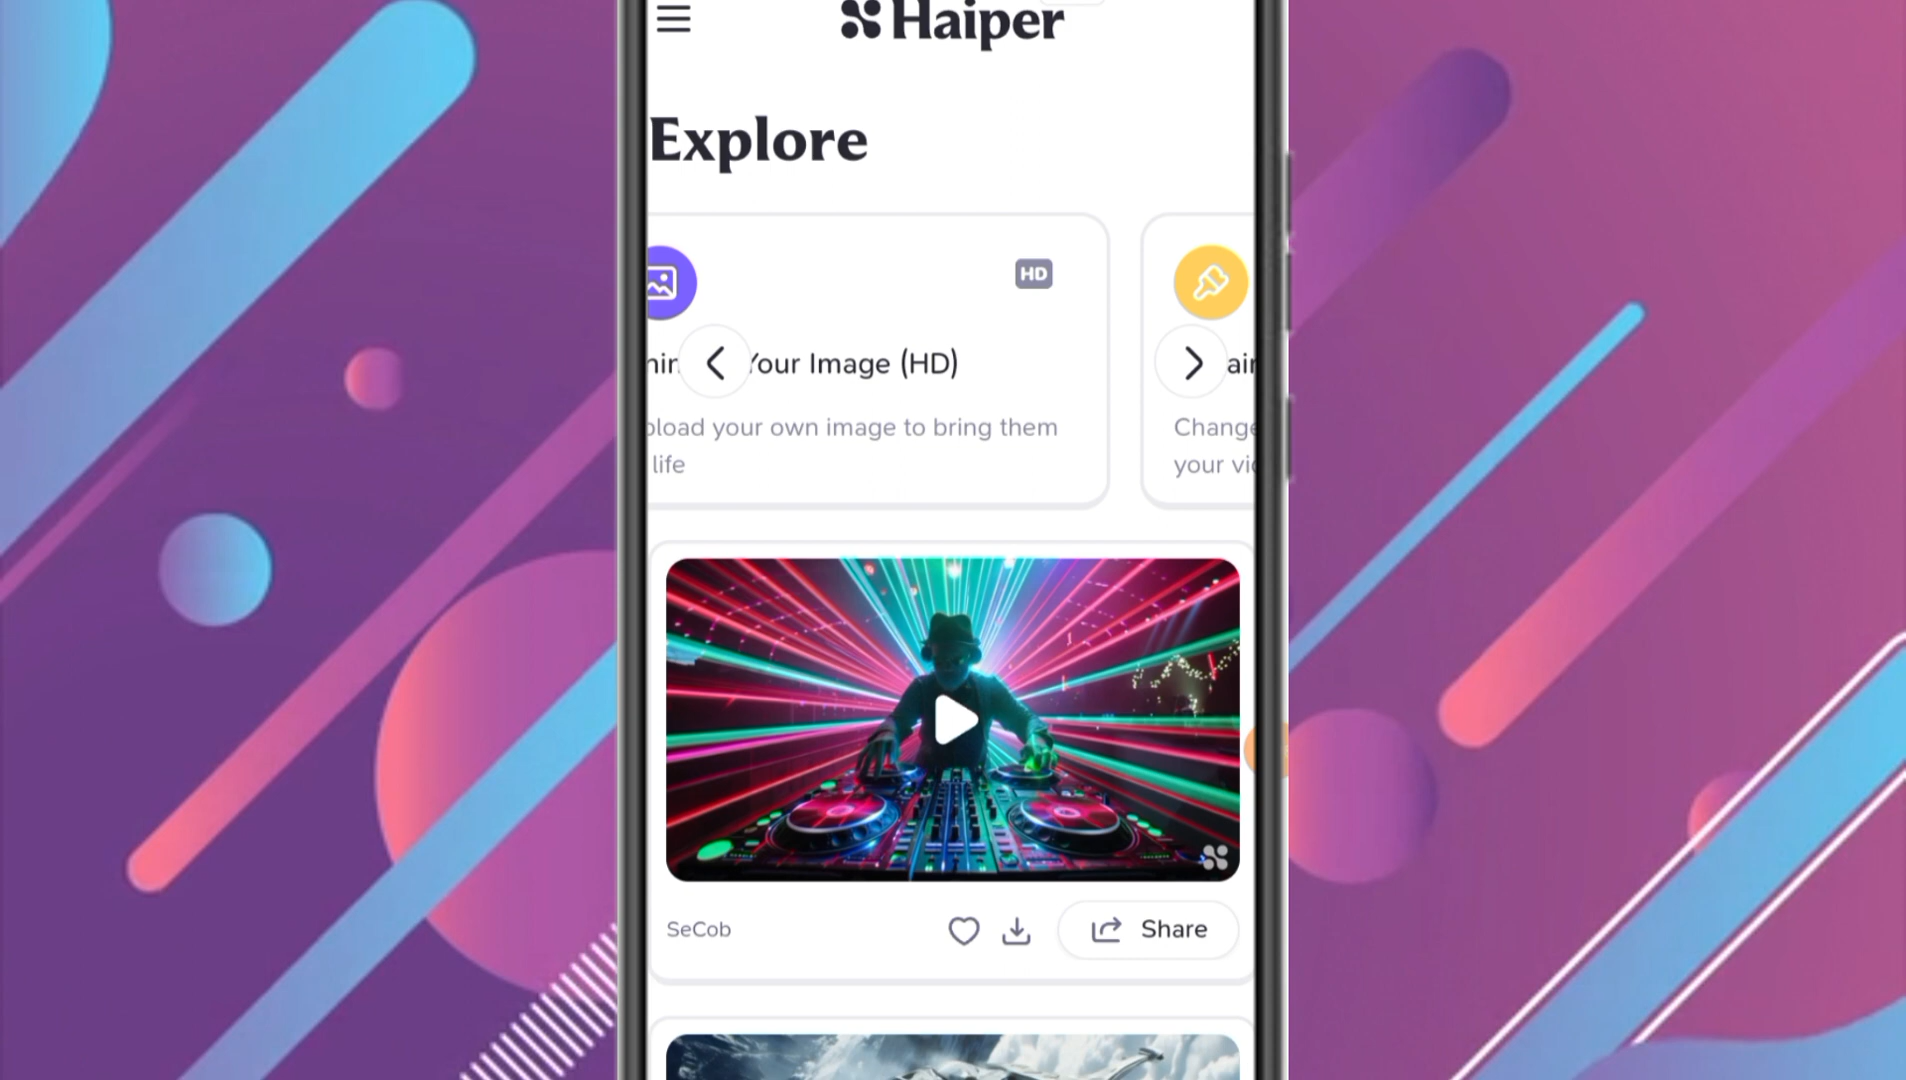 Haiper
Explore
HD
Your Image (HD)
your own image to bring them
life
Change
your
SeCob
Share